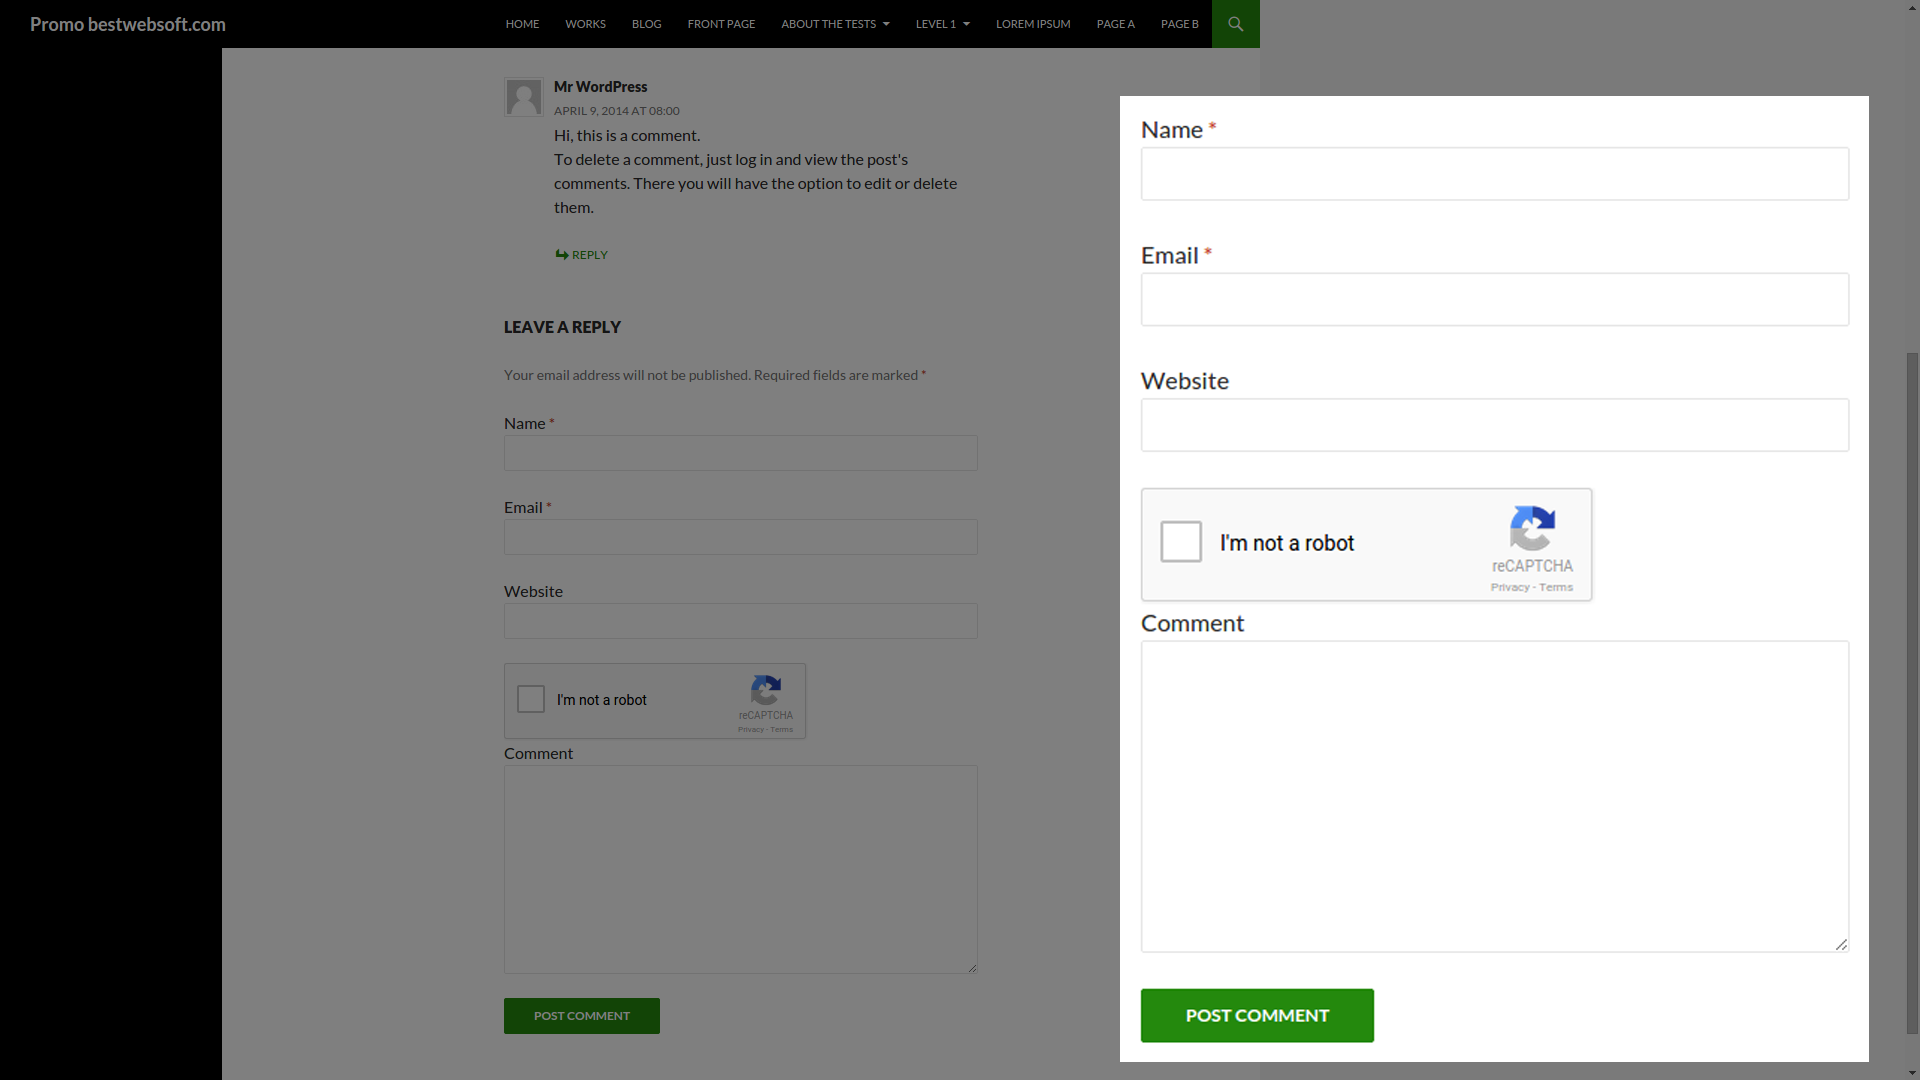 Promo bestwebsoft.com
HOME WORKS BLOG FRONT PAGE ABOUT THE TESTS LEVEL 1 LOREM IPSUM PAGE A PAGE B
Mr WordPress
APRIL 9, 2014 AT 08:00
Hi, this is a comment.
To delete a comment, just log in and view the post's
comments. There you will have the option to edit or delete
them.
REPLY
LEAVE A REPLY
Your email address will not be published. Required fields are marked *
Name *
Email *
Website
I'm not a robot
reCAPTCHA
Privacy - Terms
Comment
POST COMMENT
Name *
Email *
Website
I'm not a robot
reCAPTCHA
Privacy - Terms
Comment
POST COMMENT